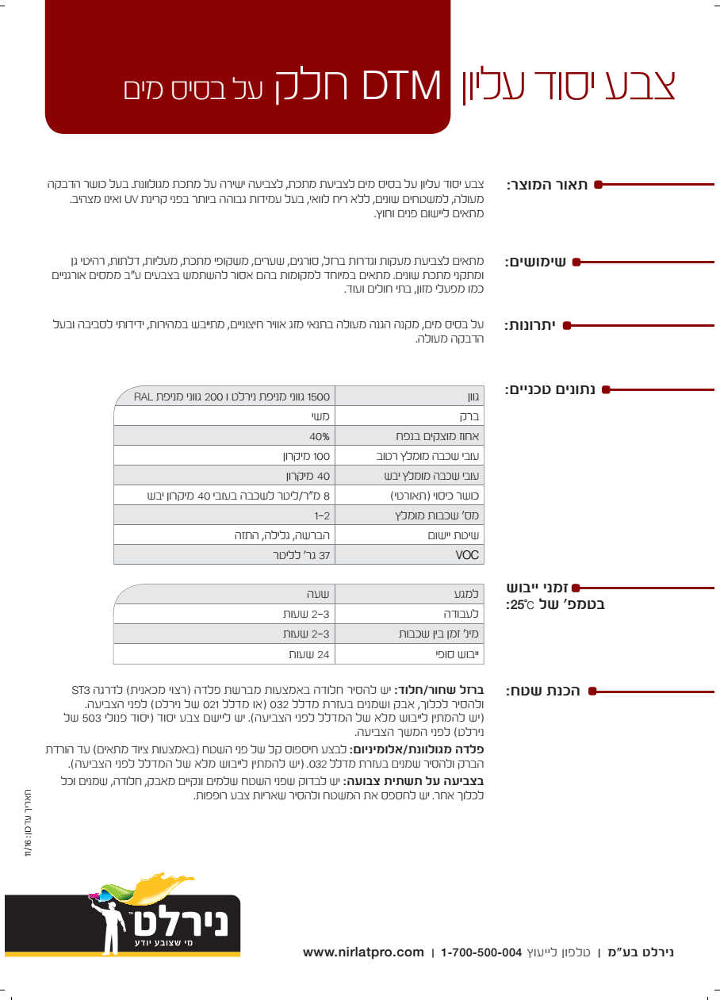 צבע יסוד עליון DTM חלק על בסיס מים
תאור המוצר:
צבע יסוד עליון על בסיס מים לצביעת מתכת, לצביעה ישירה על מתכת מגולוונת. בעל כושר הדבקה
מעולה, למשטחים שונים, ללא ריח לוואי, בעל עמידות גבוהה ביותר בפני קרינת UV ואינו מצהיב.
מתאים ליישום פנים וחוץ.
שימושים:
מתאים לצביעת מעקות וגדרות ברזל, סורגים, שערים, משקופי מתכת, מעליות, דלתות, רהיטי גן
ומתקני מתכת שונים. מתאים במיוחד למקומות בהם אסור להשתמש בצבעים ע"ב ממסים אורגניים
כמו מפעלי מזון, בתי חולים ועוד.
יתרונות:
על בסיס מים, מקנה הגנה מעולה בתנאי מזג אוויר חיצוניים, מתייבש במהירות, ידידותי לסביבה ובעל
הדבקה מעולה.
נתונים טכניים:
גוון 1500 גווני מניפת נירלט ו 200 גווני מניפת RAL
ברק משי
אחוז מוצקים בנפח 40%
עובי שכבה מומלץ רטוב 100 מיקרון
עובי שכבה מומלץ יבש 40 מיקרון
כושר כיסוי (תאורטי) 8 מ"ר/ליטר לשכבה בעובי 40 מיקרון יבש
מס' שכבות מומלץ 1-2
שיטת יישום הברשה, גלילה, התזה
VOC 37 גר' לליטר
זמני ייבוש
בטמפ' של 25°C:
למגע שעה
לעבודה 2-3 שעות
מינ' זמן בין שכבות 2-3 שעות
ייבוש סופי 24 שעות
הכנת שטח:
ברזל שחור/חלוד: יש להסיר חלודה באמצעות מברשת פלדה (רצוי מכאנית) לדרגה ST3
ולהסיר לכלוך, אבק ושמנים בעזרת מדלל 032 (או מדלל 021 של נירלט) לפני הצביעה.
(יש להמתין לייבוש מלא של המדלל לפני הצביעה). יש ליישם צבע יסוד (יסוד פנולי 503 של
נירלט) לפני המשך הצביעה.
פלדה מגולוונת/אלומיניום: לבצע חיספוס קל של פני השטח (באמצעות ציוד מתאים) עד הורדת
הברק ולהסיר שמנים בעזרת מדלל 032. (יש להמתין לייבוש מלא של המדלל לפני הצביעה).
בצביעה על תשתית צבועה: יש לבדוק שפני השטח שלמים ונקיים מאבק, חלודה, שמנים וכל
לכלוך אחר. יש לחספס את המשטח ולהסיר שאריות צבע רופפות.
תאריך עדכון: 11/16
נירלט™
מי שצובע יודע
נירלט בע"מ | טלפון לייעוץ 1-700-500-004 | www.nirlatpro.com